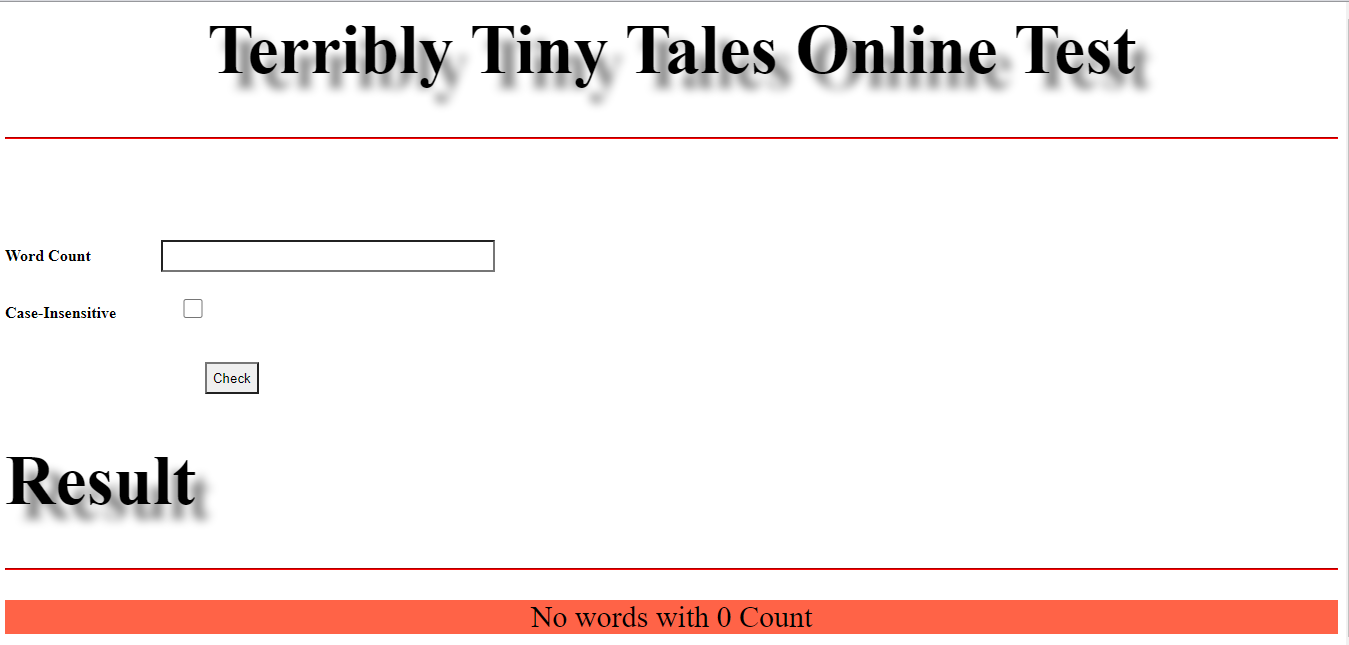 Terribly Tiny Tales Online Test
Word Count
Case-Insensitive
Check
Result
No words with 0 Count